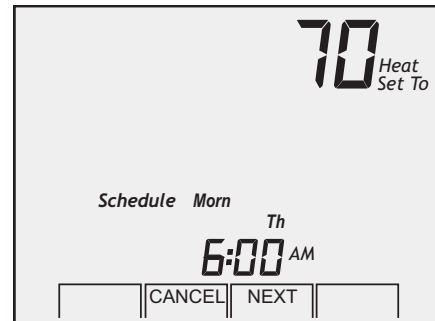 70 Heat
Set To
Schedule Morn
Th
6:00 AM
CANCEL NEXT